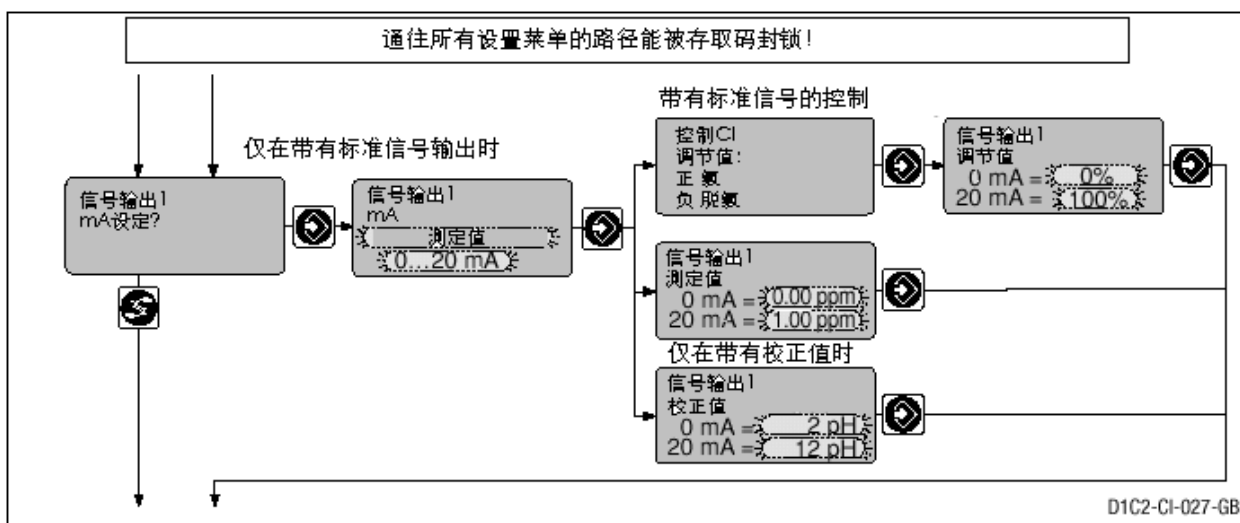 通往所有设置菜单的路径能被存取码封锁!
带有标准信号的控制
仅在带有标准信号输出时
信号输出1
mA设定?
信号输出1
mA
测定值
0...20 mA
控制Cl
调节值:
正 氯
负 脱氯
信号输出1
调节值
0 mA = 0%
20 mA = 100%
信号输出1
测定值
0 mA = 0.00 ppm
20 mA = 1.00 ppm
仅在带有校正值时
信号输出1
校正值
0 mA = 2 pH
20 mA = 12 pH
D1C2-CI-027-GB